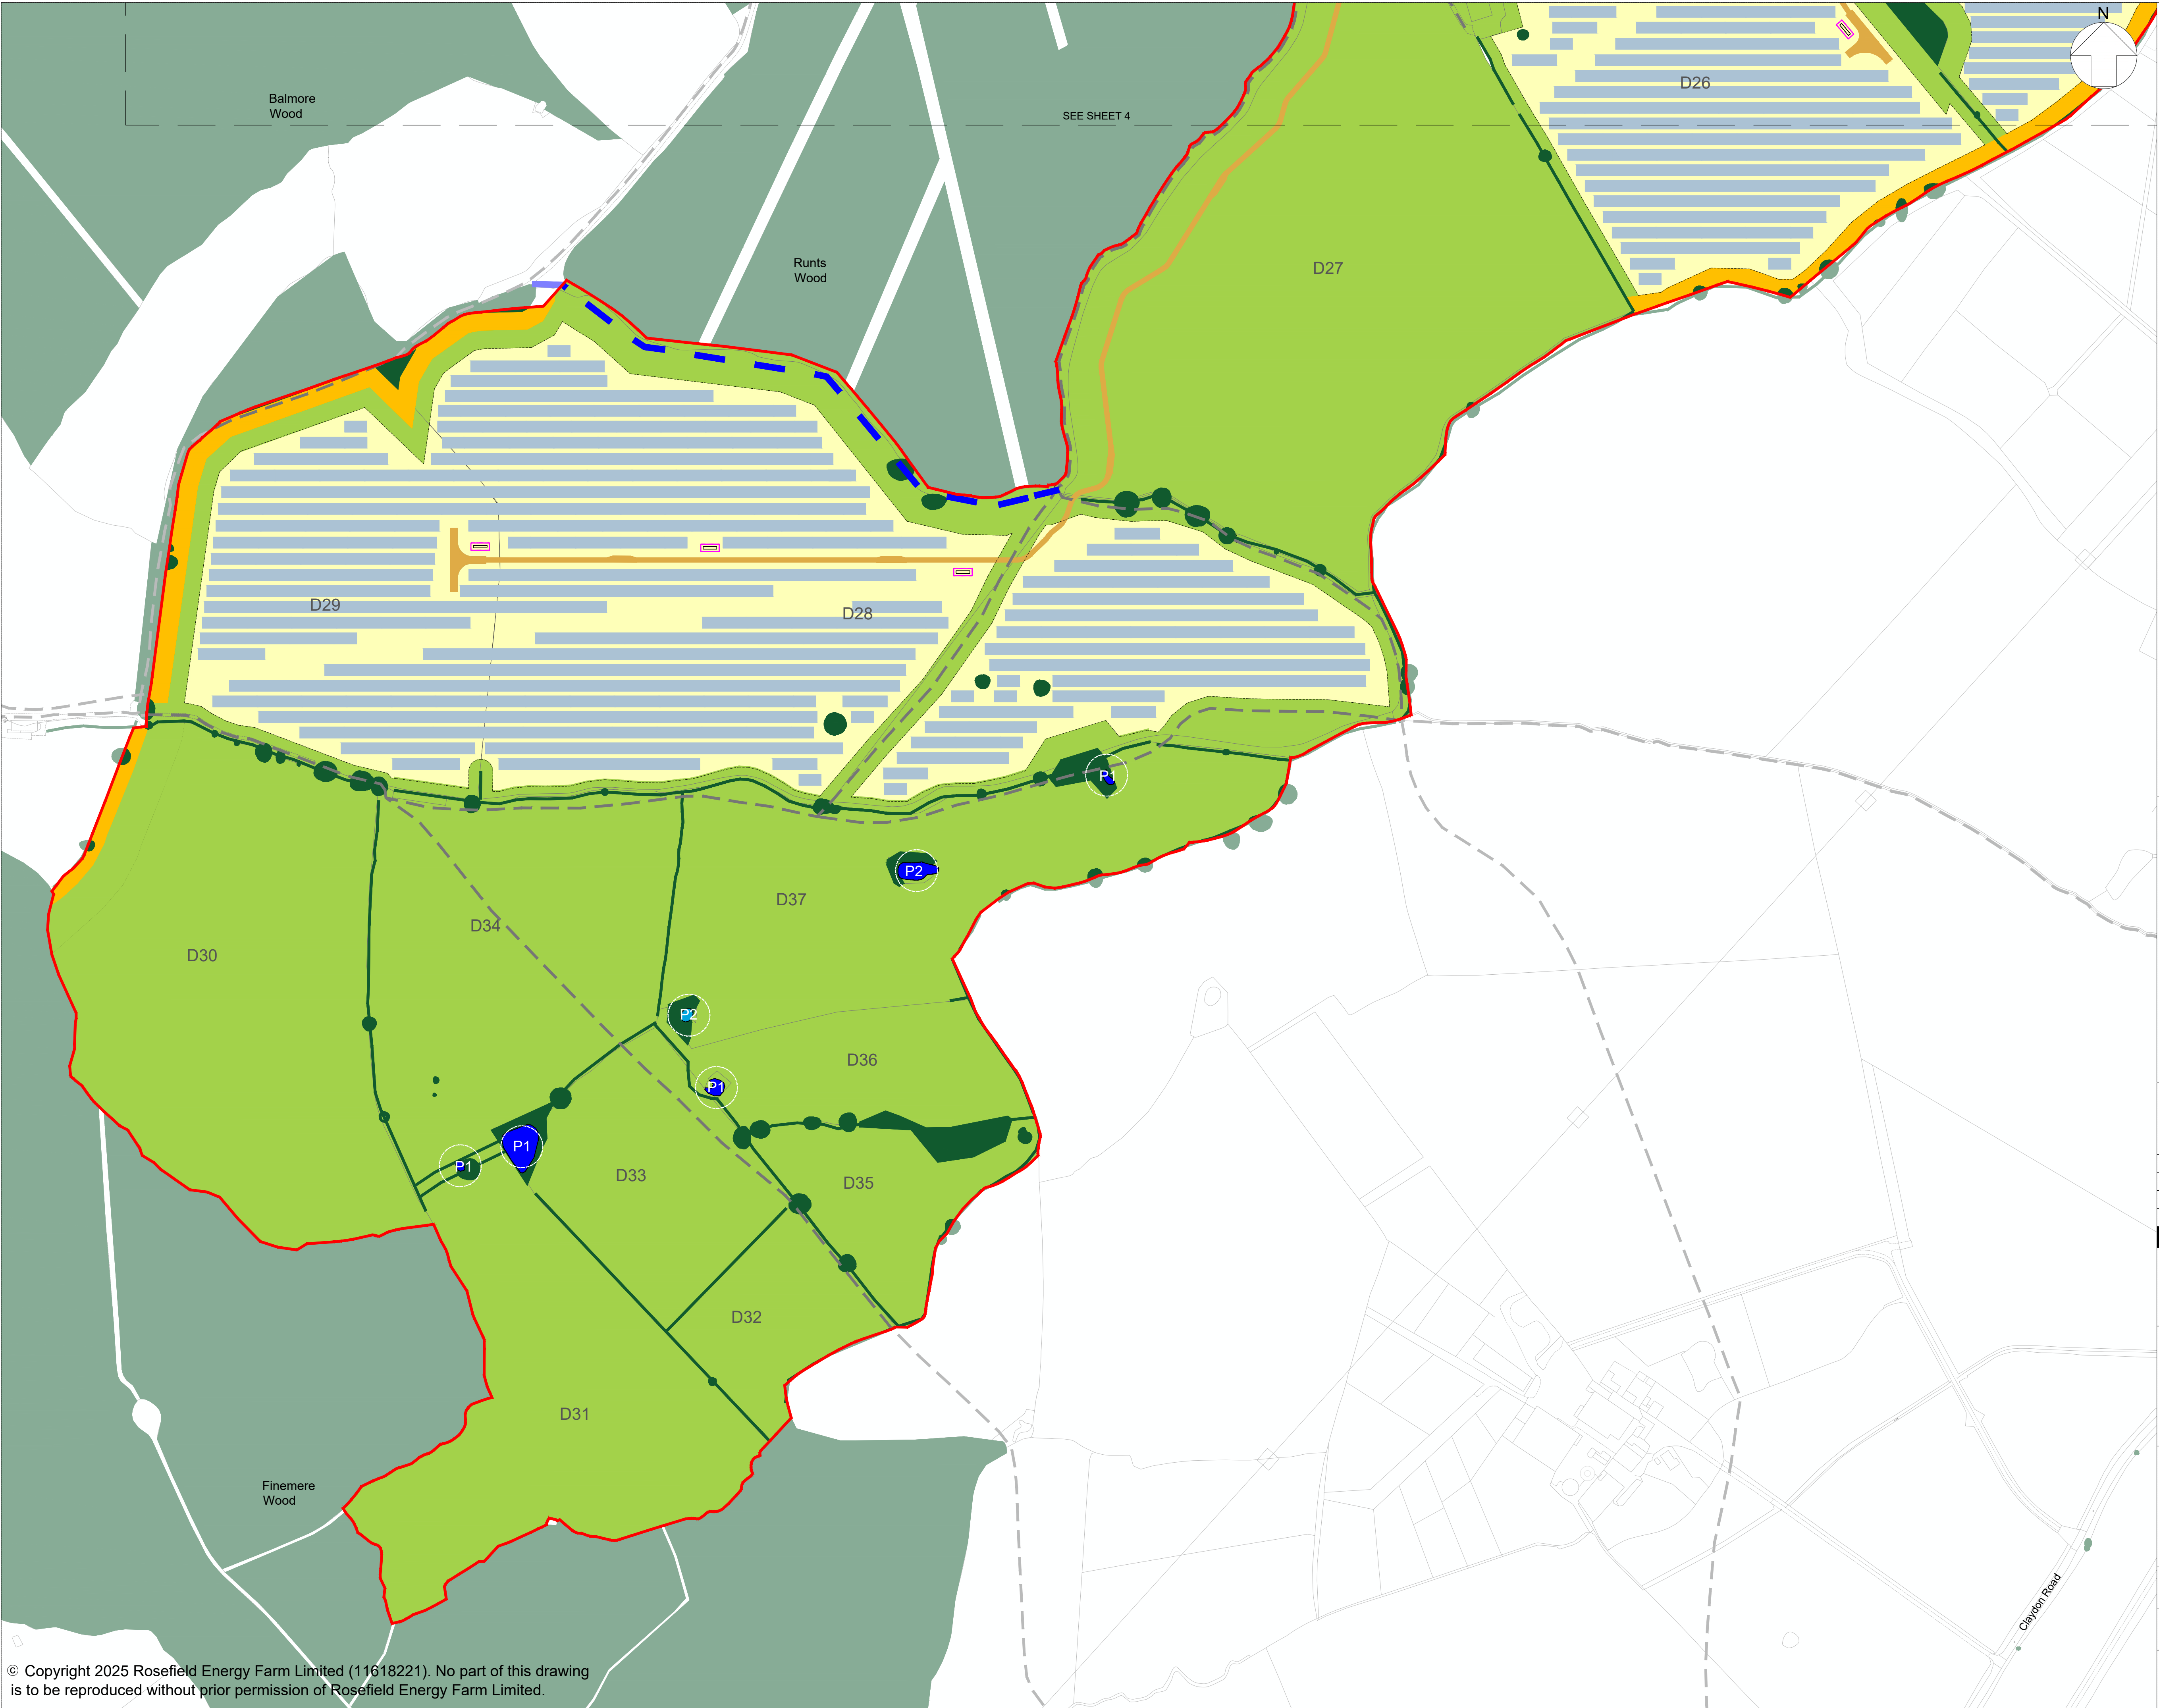 N
D26
Balmore
Wood
SEE SHEET 4
Runts
Wood
D27
D29
D28
P1
P2
D37
D34
D30
P2
D36
P1
P1
P1
D33
D35
D32
D31
Finemere
Wood
Claydon Road
© Copyright 2025 Rosefield Energy Farm Limited (11618221). No part of this drawing
is to be reproduced without prior permission of Rosefield Energy Farm Limited.